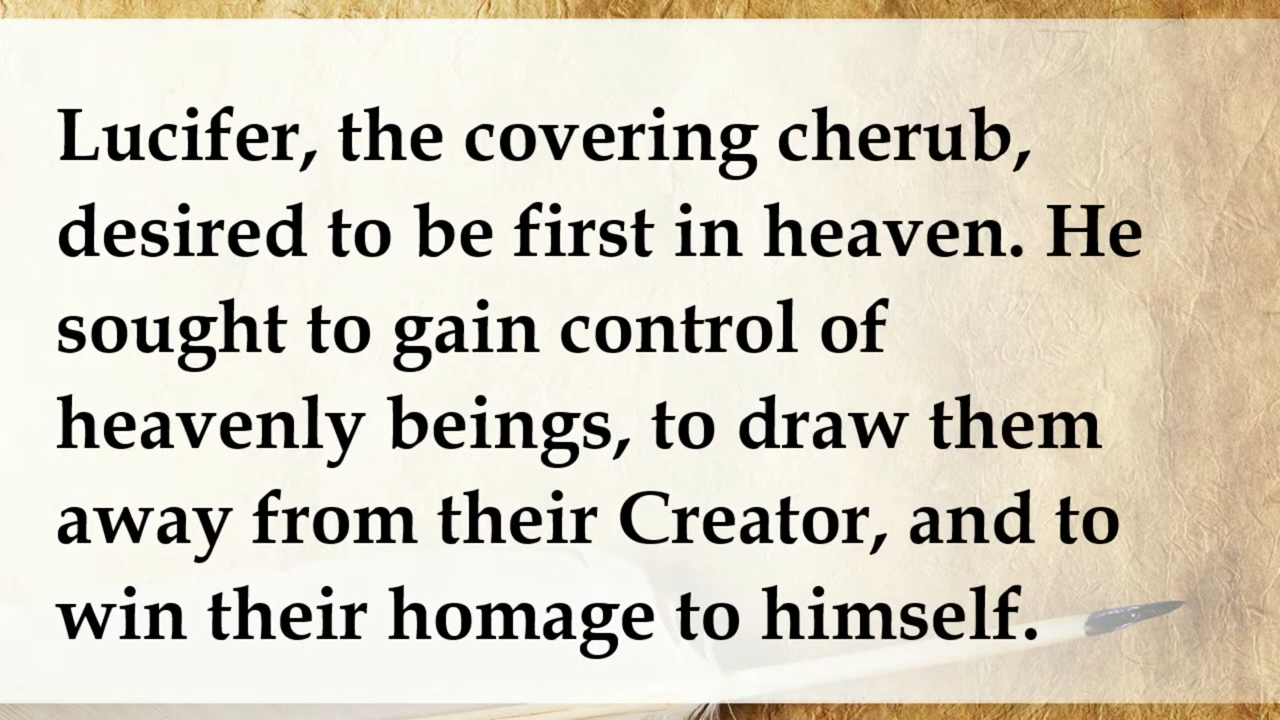 Lucifer, the covering cherub,
desired to be first in heaven. He
sought to gain control of
heavenly beings, to draw them
away from their Creator, and to
win their homage to himself.